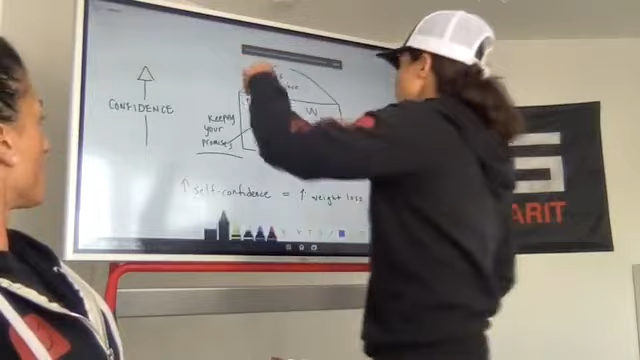 CONFIDENCE
Keeping
your
promises
W
↑ self-confidence = ↑ weight loss
ARIT